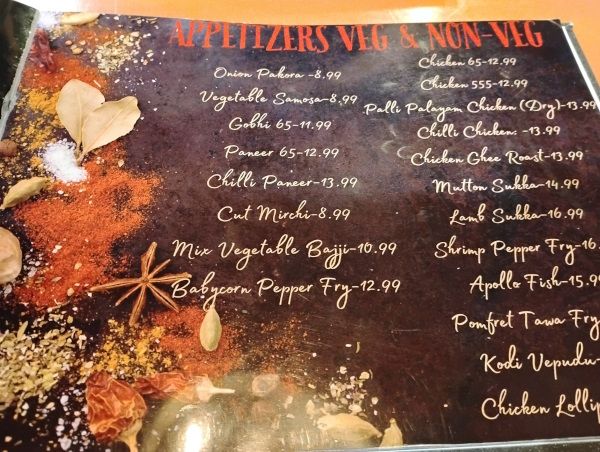 APPETIZERS VEG & NON-VEG
Onion Pakora -8.99
Vegetable Samosa-8.99
Gobhi 65-11.99
Paneer 65-12.99
Chilli Paneer-13.99
Cut Mirchi-8.99
Mix Vegetable Bajji-10.99
Babycorn Pepper Fry-12.99
Chicken 65-12.99
Chicken 555-12.99
Palli Palayam Chicken (Dry)-13.99
Chilli Chicken: -13.99
Chicken Ghee Roast-13.99
Mutton Sukka-14.99
Lamb Sukka-16.99
Shrimp Pepper Fry-16.
Apollo Fish-15.9
Pomfret Tawa Fry
Kodi Vepudu-
Chicken Lollip